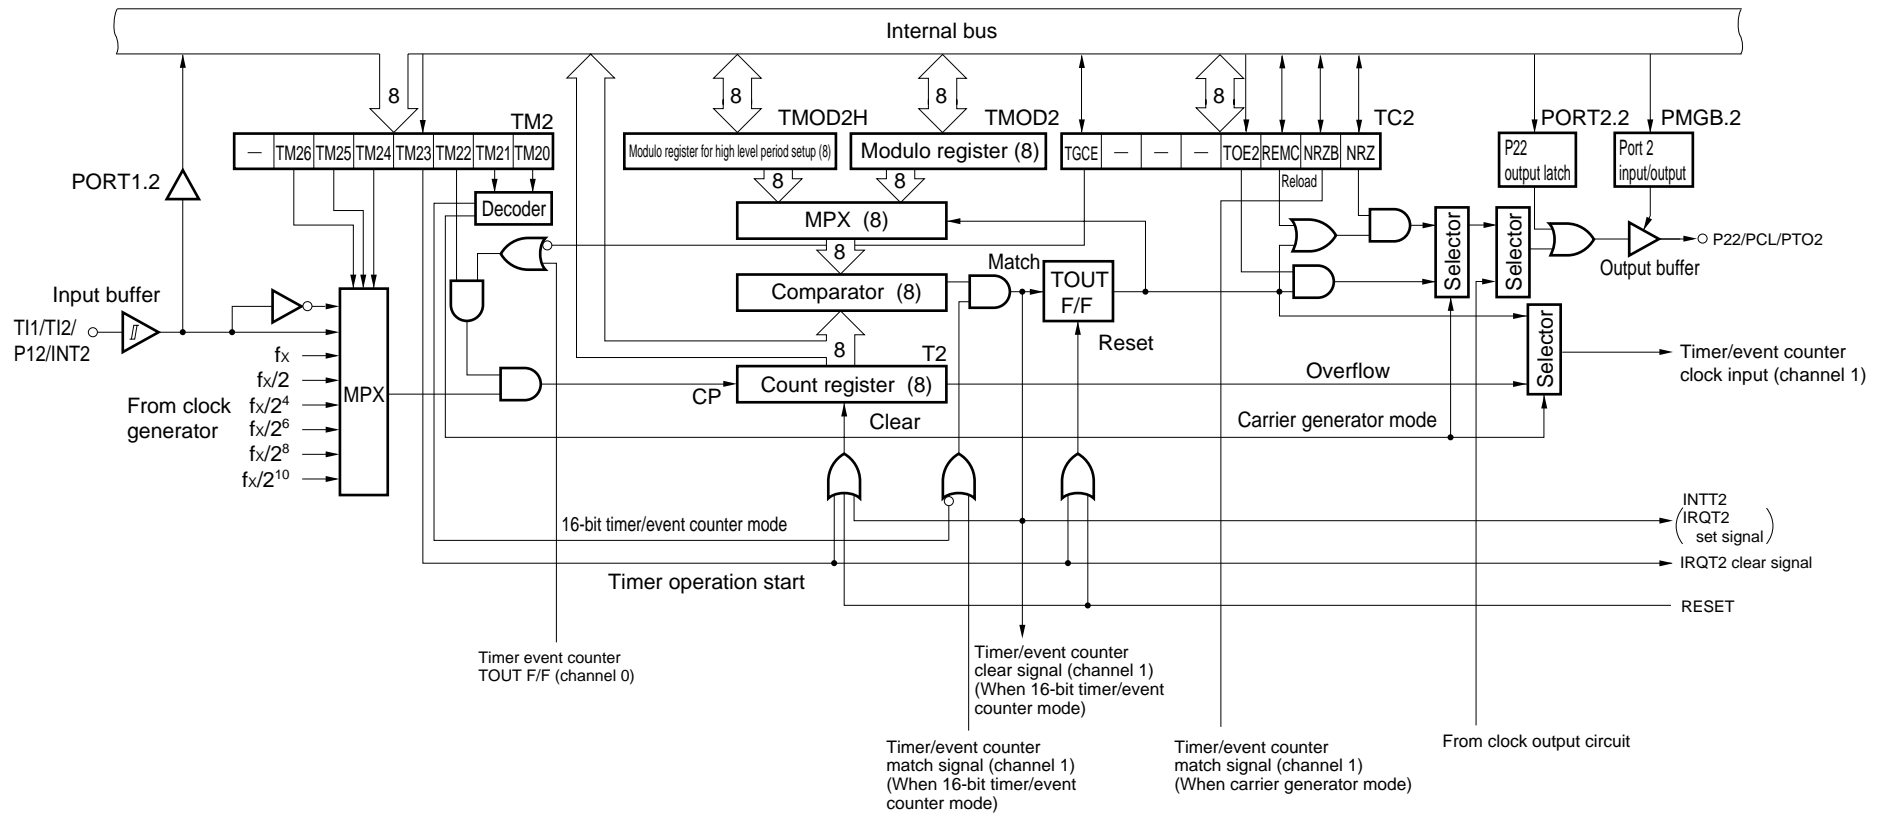 Internal bus
8
8
8
8
TM2
TMOD2H
TMOD2
TC2
PORT2.2
PMGB.2
— TM26 TM25 TM24 TM23 TM22 TM21 TM20
Modulo register for high level period setup (8)
Modulo register (8)
TGCE — — — TOE2 REMC NRZB NRZ
P22
output latch
Port 2
input/output
PORT1.2
Decoder
8
8
Reload
MPX (8)
8
Selector
Selector
P22/PCL/PTO2
Output buffer
Input buffer
TI1/TI2/
P12/INT2
Comparator (8)
Match
TOUT
F/F
Reset
8
T2
Count register (8)
CP
Clear
Overflow
Selector
Timer/event counter
clock input (channel 1)
From clock
generator
fX
fX/2
fX/2⁴
fX/2⁶
fX/2⁸
fX/2¹⁰
MPX
Carrier generator mode
16-bit timer/event counter mode
INTT2
IRQT2
set signal
Timer operation start
IRQT2 clear signal
RESET
Timer event counter
TOUT F/F (channel 0)
Timer/event counter
clear signal (channel 1)
(When 16-bit timer/event
counter mode)
Timer/event counter
match signal (channel 1)
(When 16-bit timer/event
counter mode)
Timer/event counter
match signal (channel 1)
(When carrier generator mode)
From clock output circuit